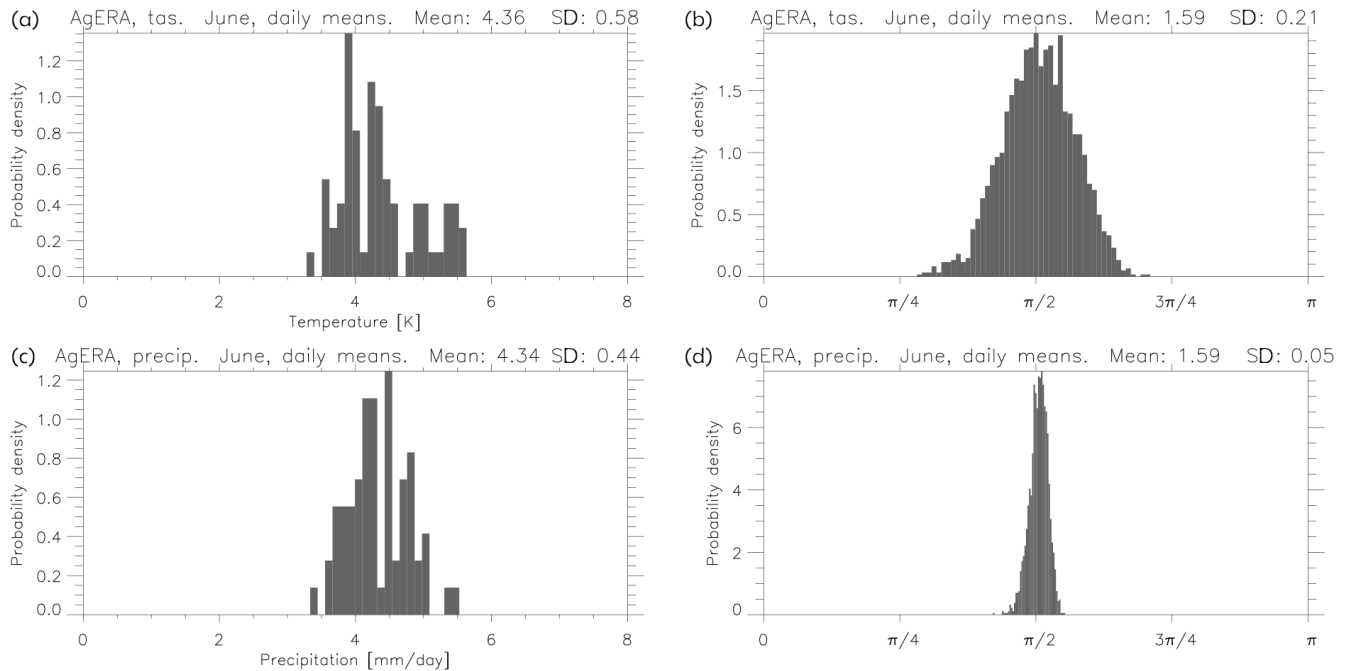 (a) AgERA, tas. June, daily means. Mean: 4.36 SD: 0.58
Probability density
1.2
1.0
0.8
0.6
0.4
0.2
0.0
0 2 4 6 8
Temperature [K]
(b) AgERA, tas. June, daily means. Mean: 1.59 SD: 0.21
Probability density
1.5
1.0
0.5
0.0
0 π/4 π/2 3π/4 π
(c) AgERA, precip. June, daily means. Mean: 4.34 SD: 0.44
Probability density
1.2
1.0
0.8
0.6
0.4
0.2
0.0
0 2 4 6 8
Precipitation [mm/day]
(d) AgERA, precip. June, daily means. Mean: 1.59 SD: 0.05
Probability density
6
4
2
0
0 π/4 π/2 3π/4 π